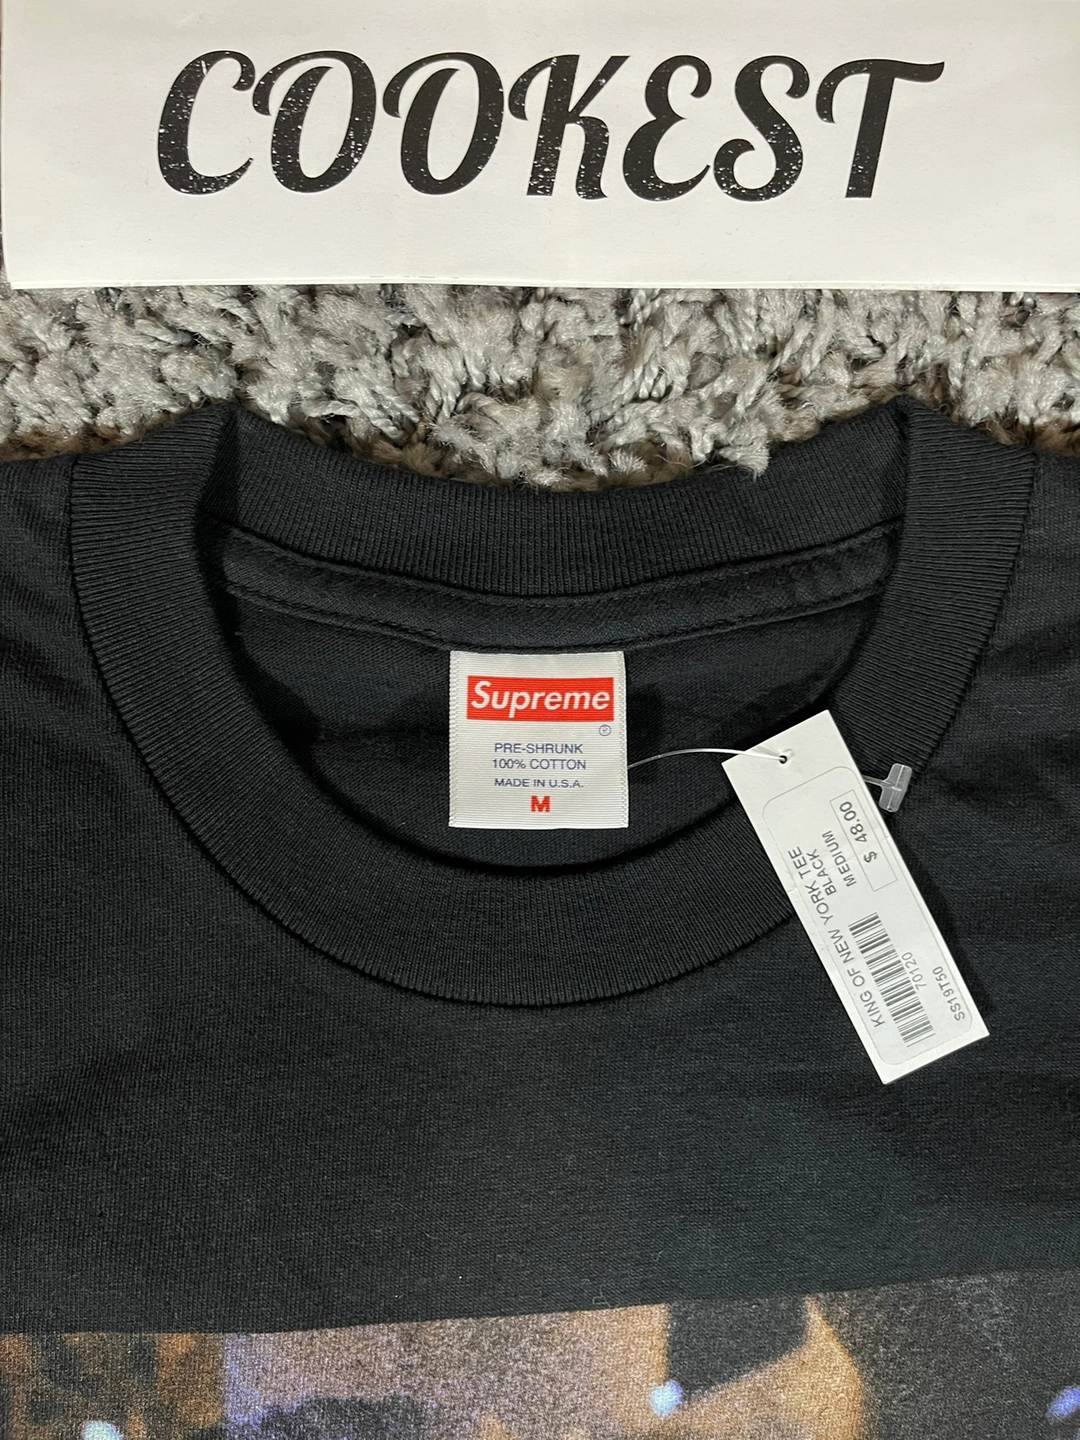 COOKEST
Supreme
®
PRE-SHRUNK
100% COTTON
MADE IN U.S.A.
M
KING OF NEW YORK TEE
BLACK
MEDIUM
$ 48.00
70120
SS19T50